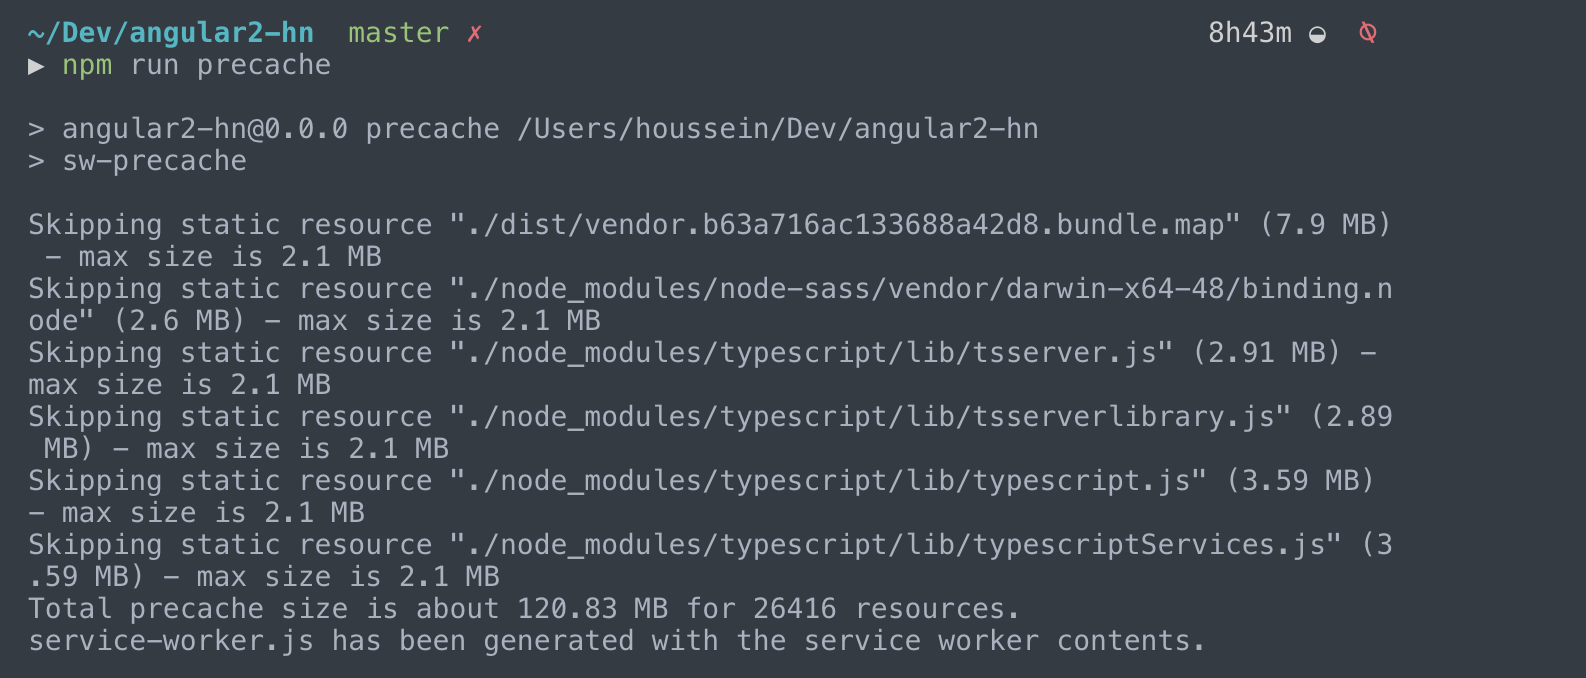 ~/Dev/angular2-hn master ✗ 8h43m ◒
▶ npm run precache
> angular2-hn@0.0.0 precache /Users/houssein/Dev/angular2-hn
> sw-precache
Skipping static resource "./dist/vendor.b63a716ac133688a42d8.bundle.map" (7.9 MB)
 – max size is 2.1 MB
Skipping static resource "./node_modules/node-sass/vendor/darwin-x64-48/binding.n
ode" (2.6 MB) – max size is 2.1 MB
Skipping static resource "./node_modules/typescript/lib/tsserver.js" (2.91 MB) –
max size is 2.1 MB
Skipping static resource "./node_modules/typescript/lib/tsserverlibrary.js" (2.89
 MB) – max size is 2.1 MB
Skipping static resource "./node_modules/typescript/lib/typescript.js" (3.59 MB)
– max size is 2.1 MB
Skipping static resource "./node_modules/typescript/lib/typescriptServices.js" (3
.59 MB) – max size is 2.1 MB
Total precache size is about 120.83 MB for 26416 resources.
service-worker.js has been generated with the service worker contents.